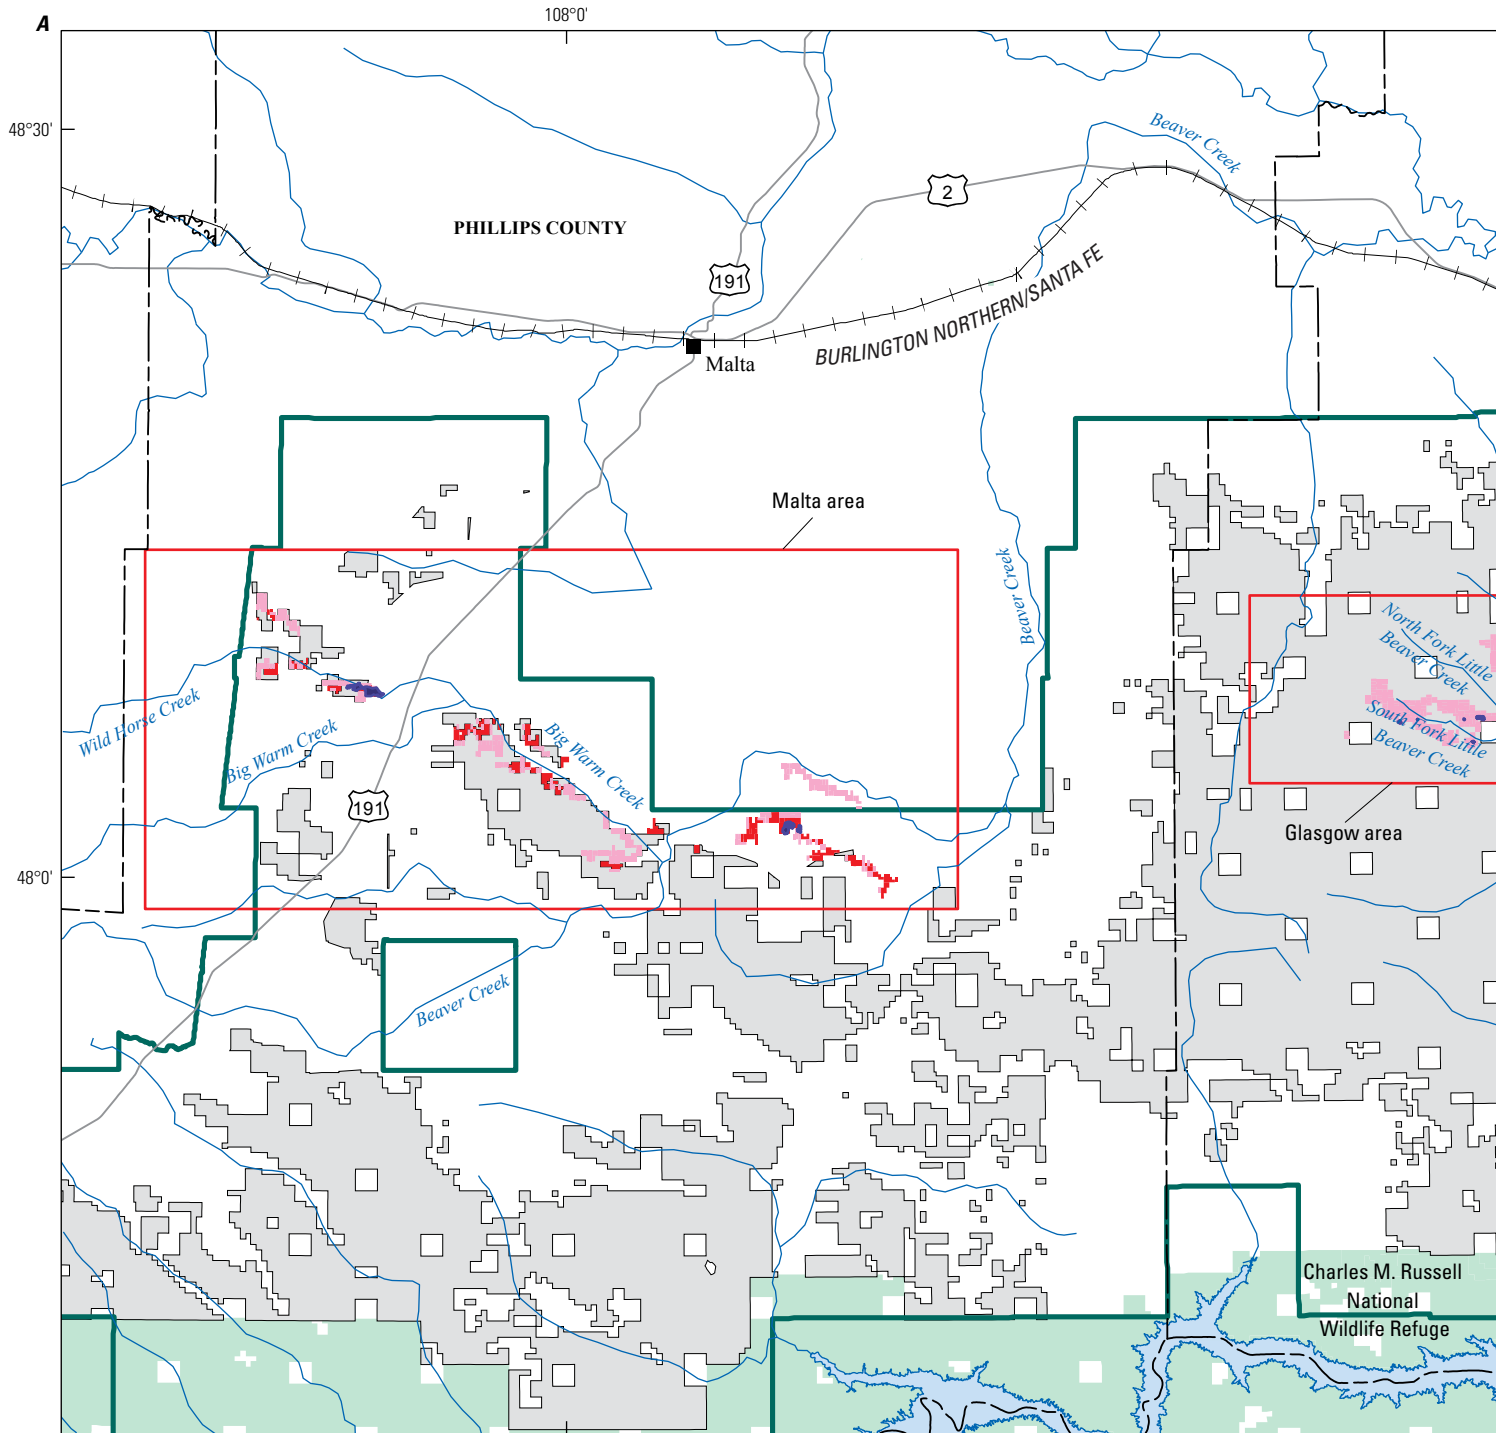 A
108°0'
48°30'
Beaver Creek
2
PHILLIPS COUNTY
191
BURLINGTON NORTHERN/SANTA FE
Malta
Malta area
Beaver Creek
North Fork Little
Beaver Creek
Wild Horse Creek
Big Warm Creek
Big Warm Creek
South Fork Little
Beaver Creek
191
Glasgow area
48°0'
Beaver Creek
Charles M. Russell
National
Wildlife Refuge